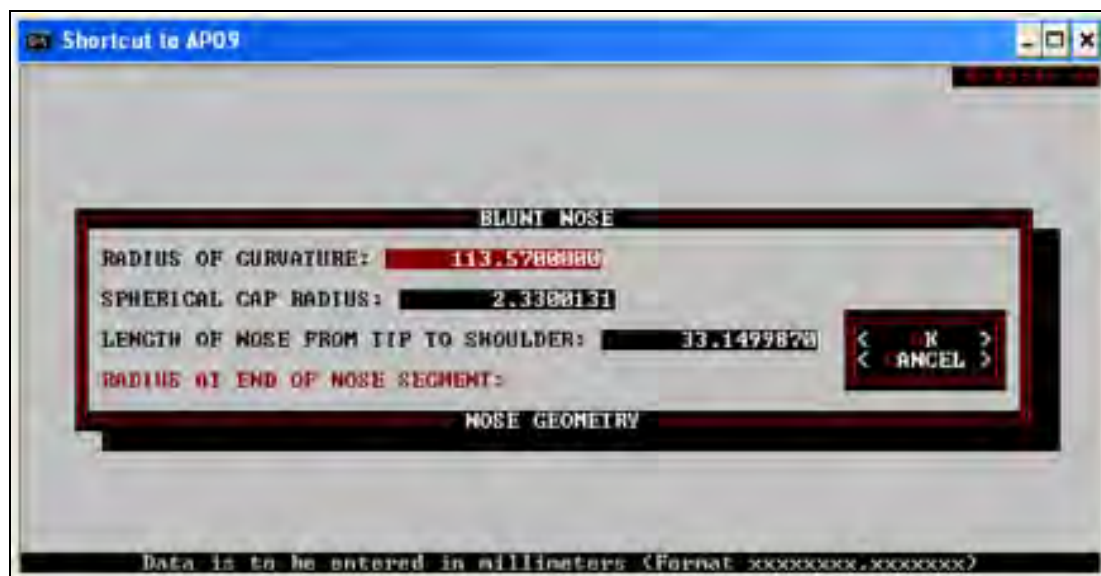 Shortcut to AP09
BLUNT NOSE
RADIUS OF CURVATURE: 113.5700000
SPHERICAL CAP RADIUS: 2.3300131
LENGTH OF NOSE FROM TIP TO SHOULDER: 33.1499870
RADIUS AT END OF NOSE SEGMENT:
< OK >
< CANCEL >
NOSE GEOMETRY
Data is to be entered in millimeters (Format xxxxxxxx.xxxxxxx)